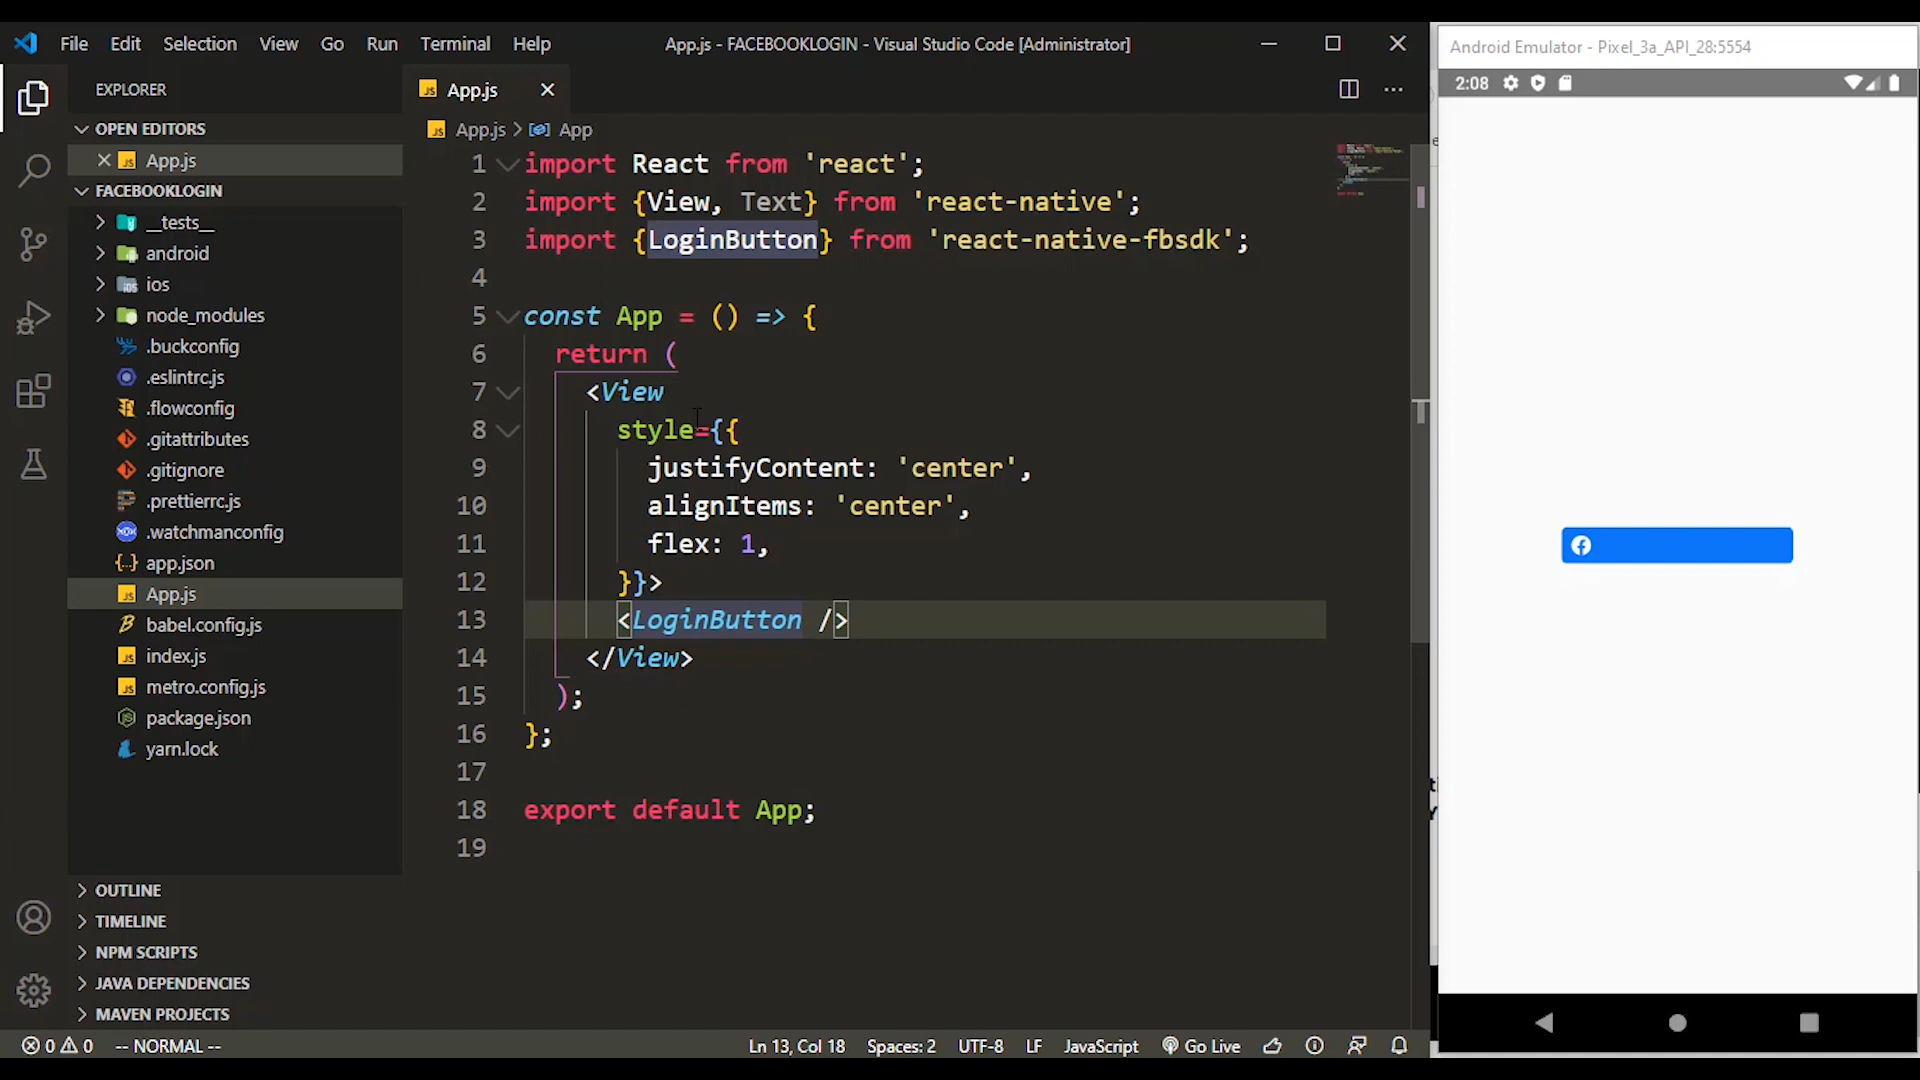 File Edit Selection View Go Run Terminal Help
App.js - FACEBOOKLOGIN - Visual Studio Code [Administrator]
EXPLORER
OPEN EDITORS
App.js
FACEBOOKLOGIN
__tests__
android
ios
node_modules
.buckconfig
.eslintrc.js
.flowconfig
.gitattributes
.gitignore
.prettierrc.js
.watchmanconfig
app.json
App.js
babel.config.js
index.js
metro.config.js
package.json
yarn.lock
OUTLINE
TIMELINE
NPM SCRIPTS
JAVA DEPENDENCIES
MAVEN PROJECTS
App.js
App.js > App
1 import React from 'react';
2 import {View, Text} from 'react-native';
3 import {LoginButton} from 'react-native-fbsdk';
4
5 const App = () => {
6 return (
7 <View
8 style={{
9 justifyContent: 'center',
10 alignItems: 'center',
11 flex: 1,
12 }}>
13 <LoginButton />
14 </View>
15 );
16 };
17
18 export default App;
19
0 0 -- NORMAL --
Ln 13, Col 18 Spaces: 2 UTF-8 LF JavaScript Go Live
Android Emulator - Pixel_3a_API_28:5554
2:08